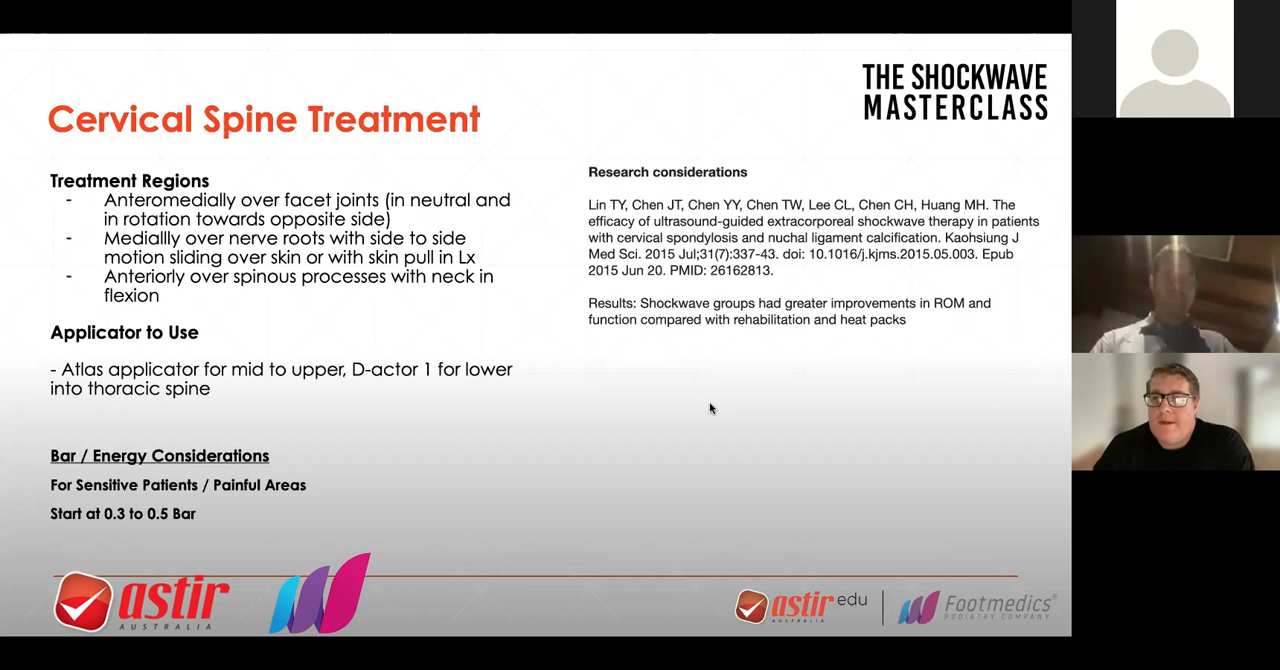 THE SHOCKWAVE
MASTERCLASS
Cervical Spine Treatment
Treatment Regions
- Anteromedially over facet joints (in neutral and
in rotation towards opposite side)
- Mediallly over nerve roots with side to side
motion sliding over skin or with skin pull in Lx
- Anteriorly over spinous processes with neck in
flexion
Applicator to Use
- Atlas applicator for mid to upper, D-actor 1 for lower
into thoracic spine
Bar / Energy Considerations
For Sensitive Patients / Painful Areas
Start at 0.3 to 0.5 Bar
Research considerations
Lin TY, Chen JT, Chen YY, Chen TW, Lee CL, Chen CH, Huang MH. The
efficacy of ultrasound-guided extracorporeal shockwave therapy in patients
with cervical spondylosis and nuchal ligament calcification. Kaohsiung J
Med Sci. 2015 Jul;31(7):337-43. doi: 10.1016/j.kjms.2015.05.003. Epub
2015 Jun 20. PMID: 26162813.
Results: Shockwave groups had greater improvements in ROM and
function compared with rehabilitation and heat packs
astir
AUSTRALIA
astir edu
AUSTRALIA
Footmedics®
PODIATRY COMPANY